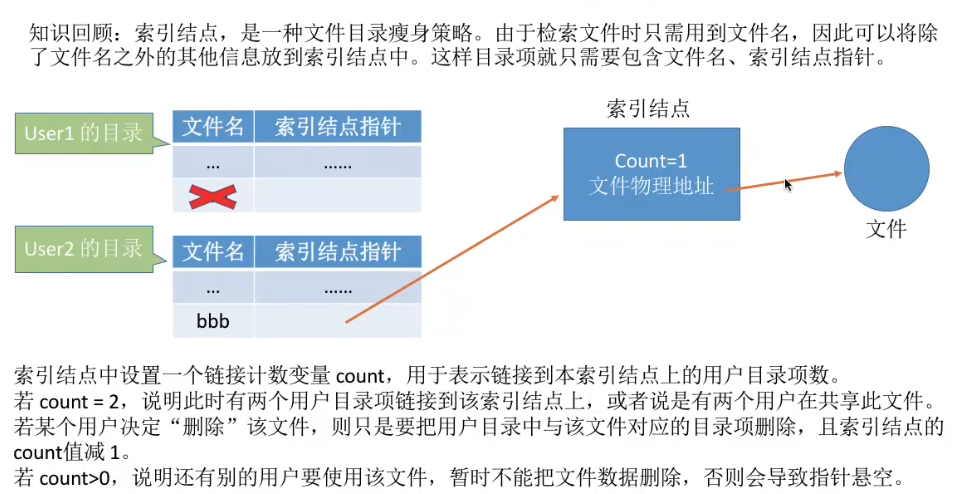 知识回顾：索引结点，是一种文件目录瘦身策略。由于检索文件时只需用到文件名，因此可以将除
了文件名之外的其他信息放到索引结点中。这样目录项就只需要包含文件名、索引结点指针。
User1 的目录
文件名 索引结点指针
... ......
索引结点
Count=1
文件物理地址
文件
User2 的目录
文件名 索引结点指针
... ......
bbb
索引结点中设置一个链接计数变量 count，用于表示链接到本索引结点上的用户目录项数。
若 count = 2，说明此时有两个用户目录项链接到该索引结点上，或者说是有两个用户在共享此文件。
若某个用户决定“删除”该文件，则只是要把用户目录中与该文件对应的目录项删除，且索引结点的
count值减 1。
若 count>0，说明还有别的用户要使用该文件，暂时不能把文件数据删除，否则会导致指针悬空。